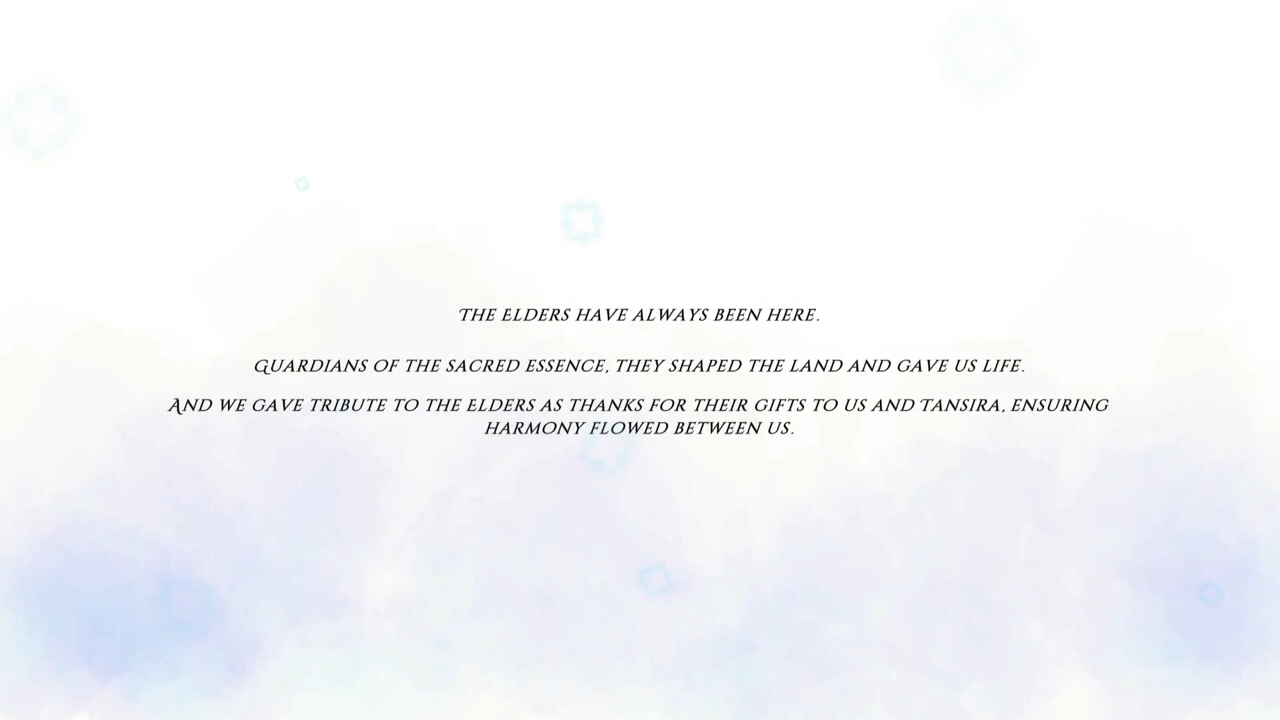 The Elders have always been here.
Guardians of the sacred essence, they shaped the land and gave us life.
And we gave tribute to the Elders as thanks for their gifts to us and Tansira, ensuring
harmony flowed between us.